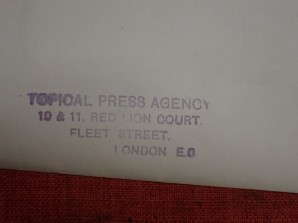 TOPICAL PRESS AGENCY
10 & 11, RED LION COURT.
FLEET STREET,
LONDON E.C